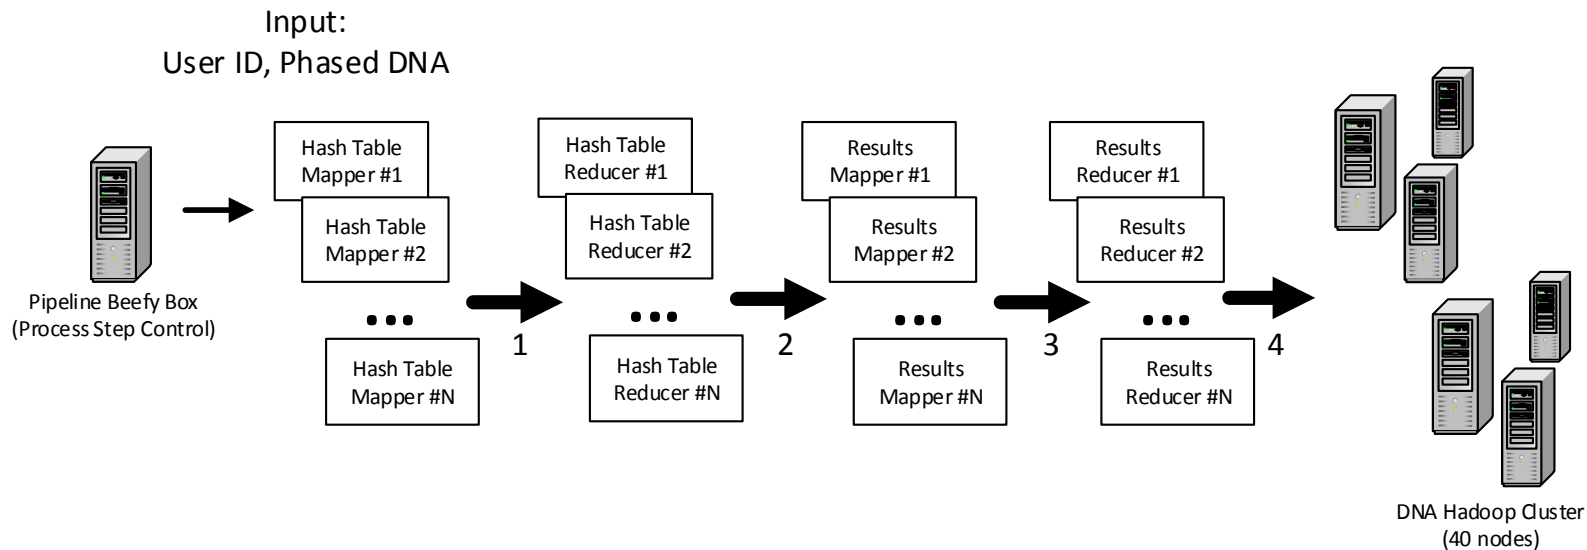 Input:
User ID, Phased DNA
Pipeline Beefy Box
(Process Step Control)
Hash Table
Mapper #1
Hash Table
Mapper #2
...
Hash Table
Mapper #N
1
Hash Table
Reducer #1
Hash Table
Reducer #2
...
Hash Table
Reducer #N
2
Results
Mapper #1
Results
Mapper #2
...
Results
Mapper #N
3
Results
Reducer #1
Results
Reducer #2
...
Results
Reducer #N
4
DNA Hadoop Cluster
(40 nodes)